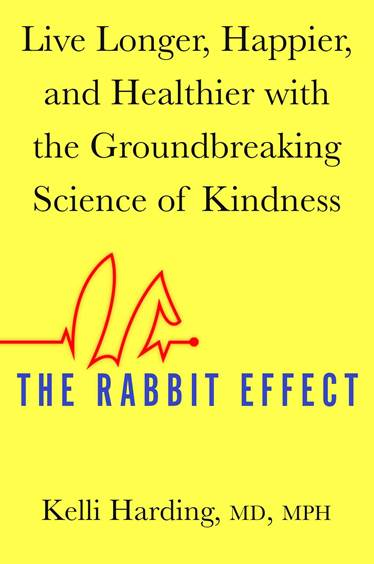 Live Longer, Happier,
and Healthier with
the Groundbreaking
Science of Kindness
THE RABBIT EFFECT
Kelli Harding, MD, MPH